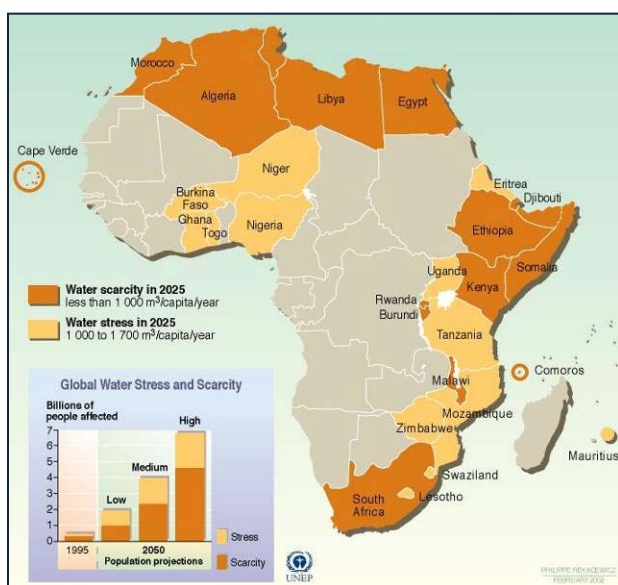 Morocco
Algeria
Libya
Egypt
Cape Verde
Niger
Burkina
Faso
Ghana
Togo
Nigeria
Eritrea
Djibouti
Ethiopia
Somalia
Uganda
Kenya
Rwanda
Burundi
Tanzania
Comoros
Malawi
Mozambique
Zimbabwe
Mauritius
Swaziland
Lesotho
South
Africa
Water scarcity in 2025
less than 1 000 m³/capita/year
Water stress in 2025
1 000 to 1 700 m³/capita/year
Global Water Stress and Scarcity
Billions of
people affected
7
6
5
4
3
2
1
0
Low
Medium
High
1995
2050
Population projections
Stress
Scarcity
UNEP
PHILIPPE REKACEWICZ
FEBRUARY 2002